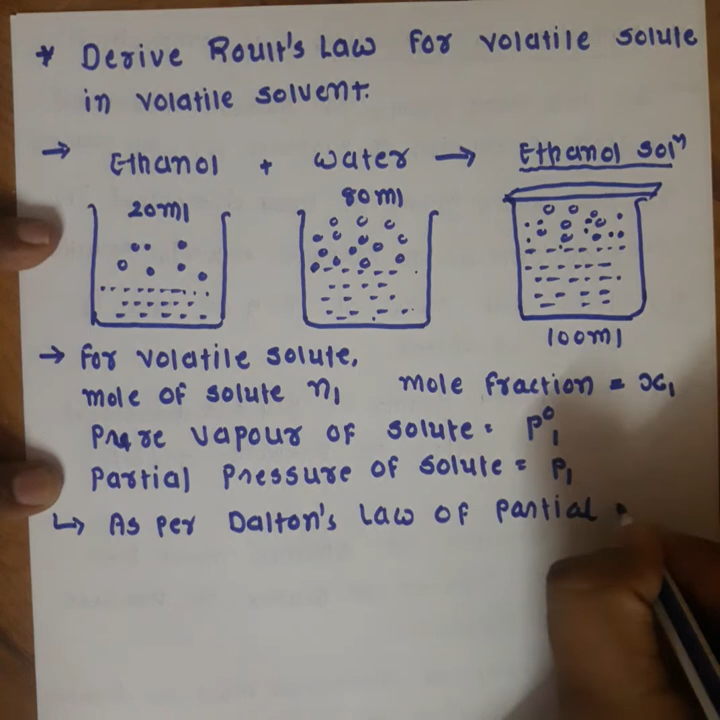 * Derive Roult's Law for volatile solute
in volatile solvent.
→ Ethanol + water → Ethanol solⁿ
20ml 80ml
100ml
→ for volatile solute,
mole of solute n₁ mole fraction = x₁
vapour of solute = p₁⁰
Partial Pressure of solute = p₁
↳ As per Dalton's Law of partial